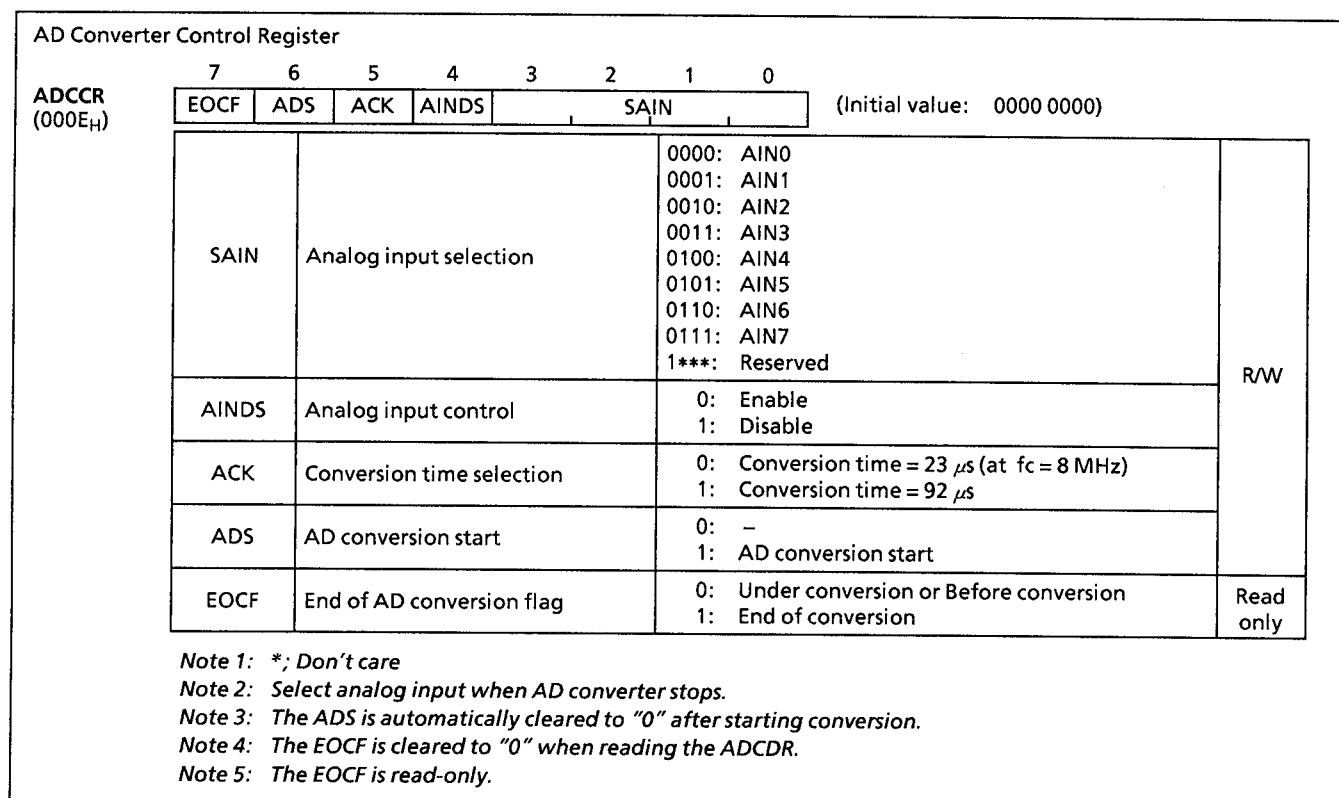 AD Converter Control Register
7 6 5 4 3 2 1 0
ADCCR
(000EH)
EOCF ADS ACK AINDS SAIN
(Initial value: 0000 0000)
SAIN
Analog input selection
0000: AIN0
0001: AIN1
0010: AIN2
0011: AIN3
0100: AIN4
0101: AIN5
0110: AIN6
0111: AIN7
1***: Reserved
R/W
AINDS
Analog input control
0: Enable
1: Disable
ACK
Conversion time selection
0: Conversion time = 23 μs (at fc = 8 MHz)
1: Conversion time = 92 μs
ADS
AD conversion start
0: –
1: AD conversion start
EOCF
End of AD conversion flag
0: Under conversion or Before conversion
1: End of conversion
Read
only
Note 1: *; Don't care
Note 2: Select analog input when AD converter stops.
Note 3: The ADS is automatically cleared to "0" after starting conversion.
Note 4: The EOCF is cleared to "0" when reading the ADCDR.
Note 5: The EOCF is read-only.